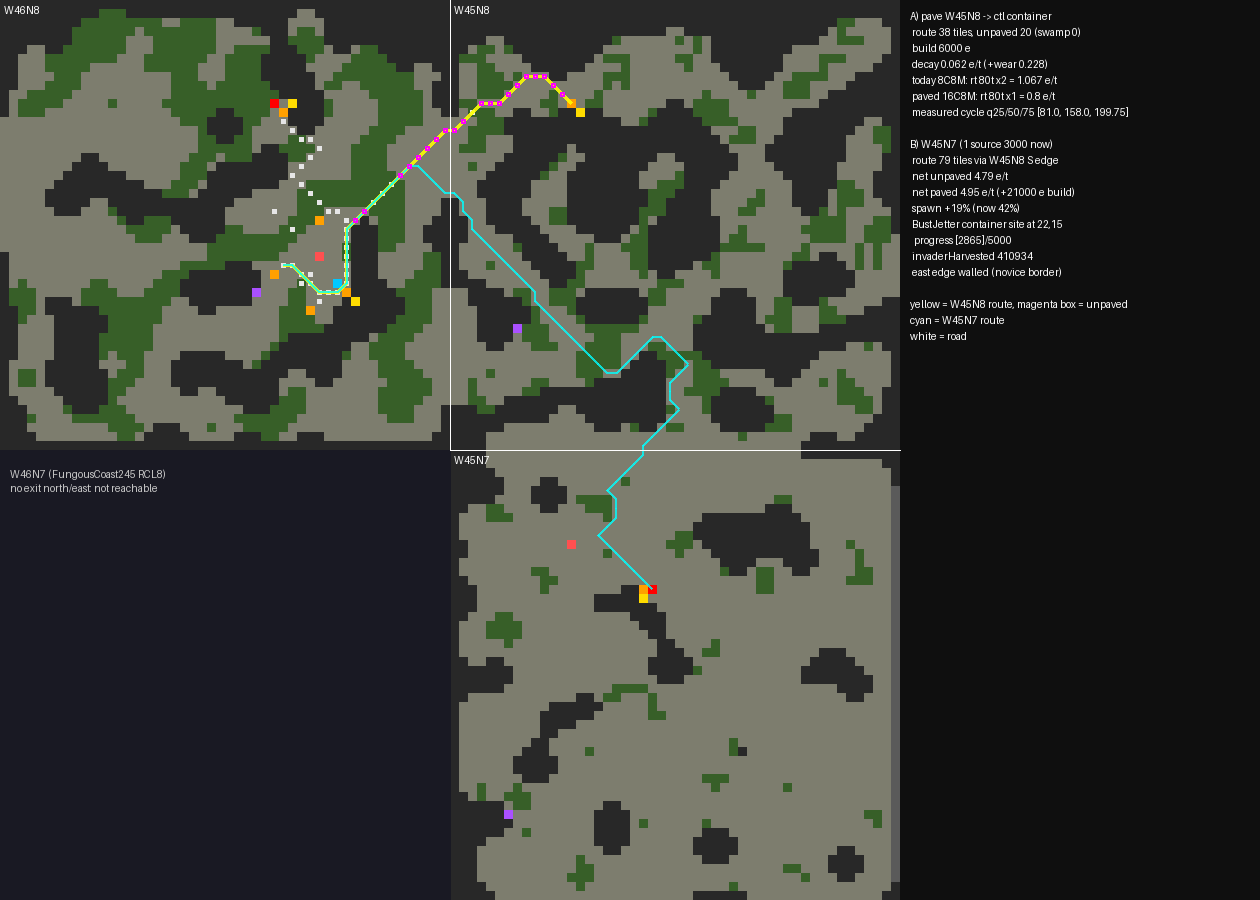 W46N8
W45N8
A) pave W45N8 -> ctl container
route 38 tiles, unpaved 20 (swamp 0)
build 6000 e
decay 0.062 e/t (+wear 0.228)
today 8C8M: rt 80t x2 = 1.067 e/t
paved 16C8M: rt 80t x1 = 0.8 e/t
measured cycle q25/50/75 [81.0, 158.0, 199.75]
B) W45N7 (1 source 3000 now)
route 79 tiles via W45N8 S edge
net unpaved 4.79 e/t
net paved 4.95 e/t (+21000 e build)
spawn +19% (now 42%)
BustJetter container site at 22,15
progress [2865]/5000
invaderHarvested 410934
east edge walled (novice border)
yellow = W45N8 route, magenta box = unpaved
cyan = W45N7 route
white = road
W46N7 (FungousCoast245 RCL8)
no exit north/east: not reachable
W45N7